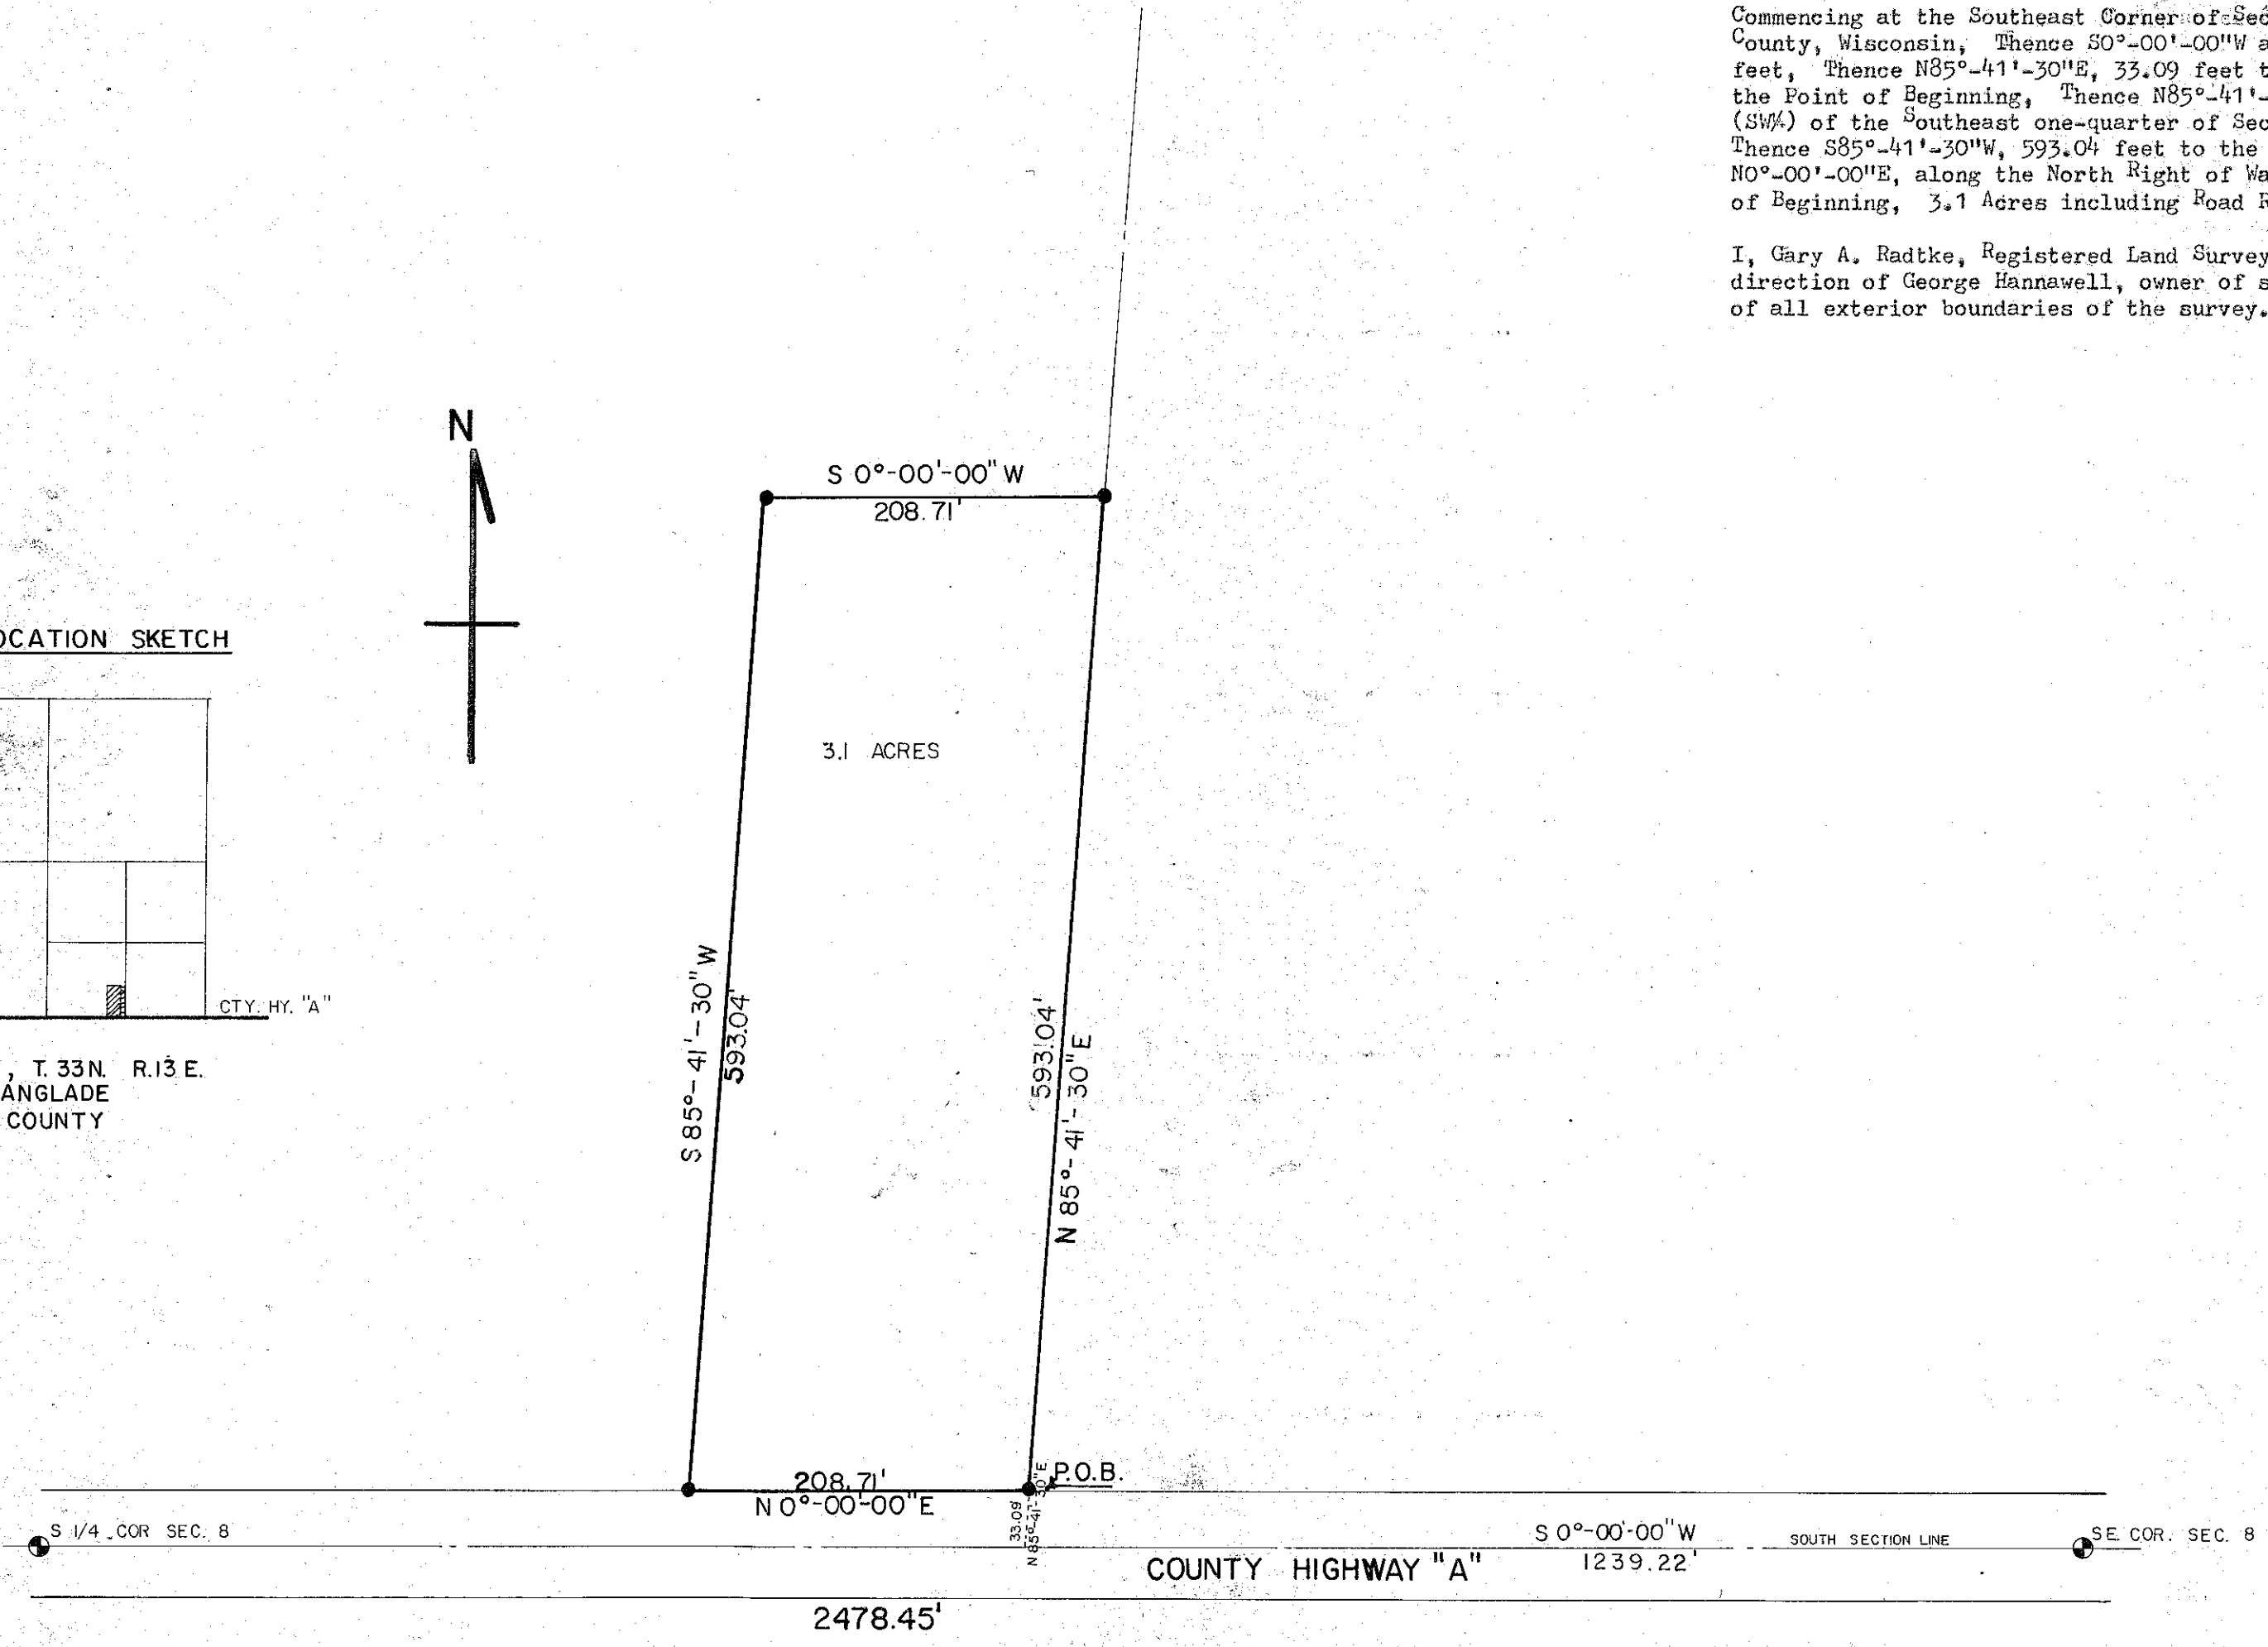 Commencing at the Southeast Corner of Sec
County, Wisconsin, Thence S0°-00'-00"W a
feet, Thence N85°-41'-30"E, 33.09 feet t
the Point of Beginning, Thence N85°-41'-
(SW¼) of the Southeast one-quarter of Sec
Thence S85°-41'-30"W, 593.04 feet to the
N0°-00'-00"E, along the North Right of Wa
of Beginning, 3.1 Acres including Road R
I, Gary A. Radtke, Registered Land Survey
direction of George Hannawell, owner of s
of all exterior boundaries of the survey.
N
S 0°-00'-00" W
208.71'
OCATION SKETCH
3.1 ACRES
S 85°-41'-30" W
593.04'
593.04'
N 85°-41'-30" E
CTY. HY. "A"
, T. 33 N. R. 13 E.
ANGLADE
COUNTY
208.71'
N 0°-00'-00" E
P.O.B.
33.09'
N 85°-41'-30" E
S 1/4 COR SEC. 8
S 0°-00'-00" W
1239.22'
SOUTH SECTION LINE
S E. COR. SEC. 8
COUNTY HIGHWAY "A"
2478.45'